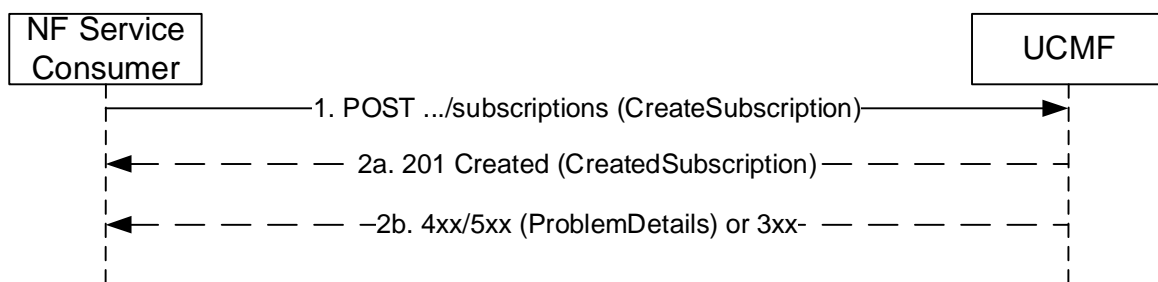 NF Service
Consumer
UCMF
1. POST .../subscriptions (CreateSubscription)
2a. 201 Created (CreatedSubscription)
2b. 4xx/5xx (ProblemDetails) or 3xx